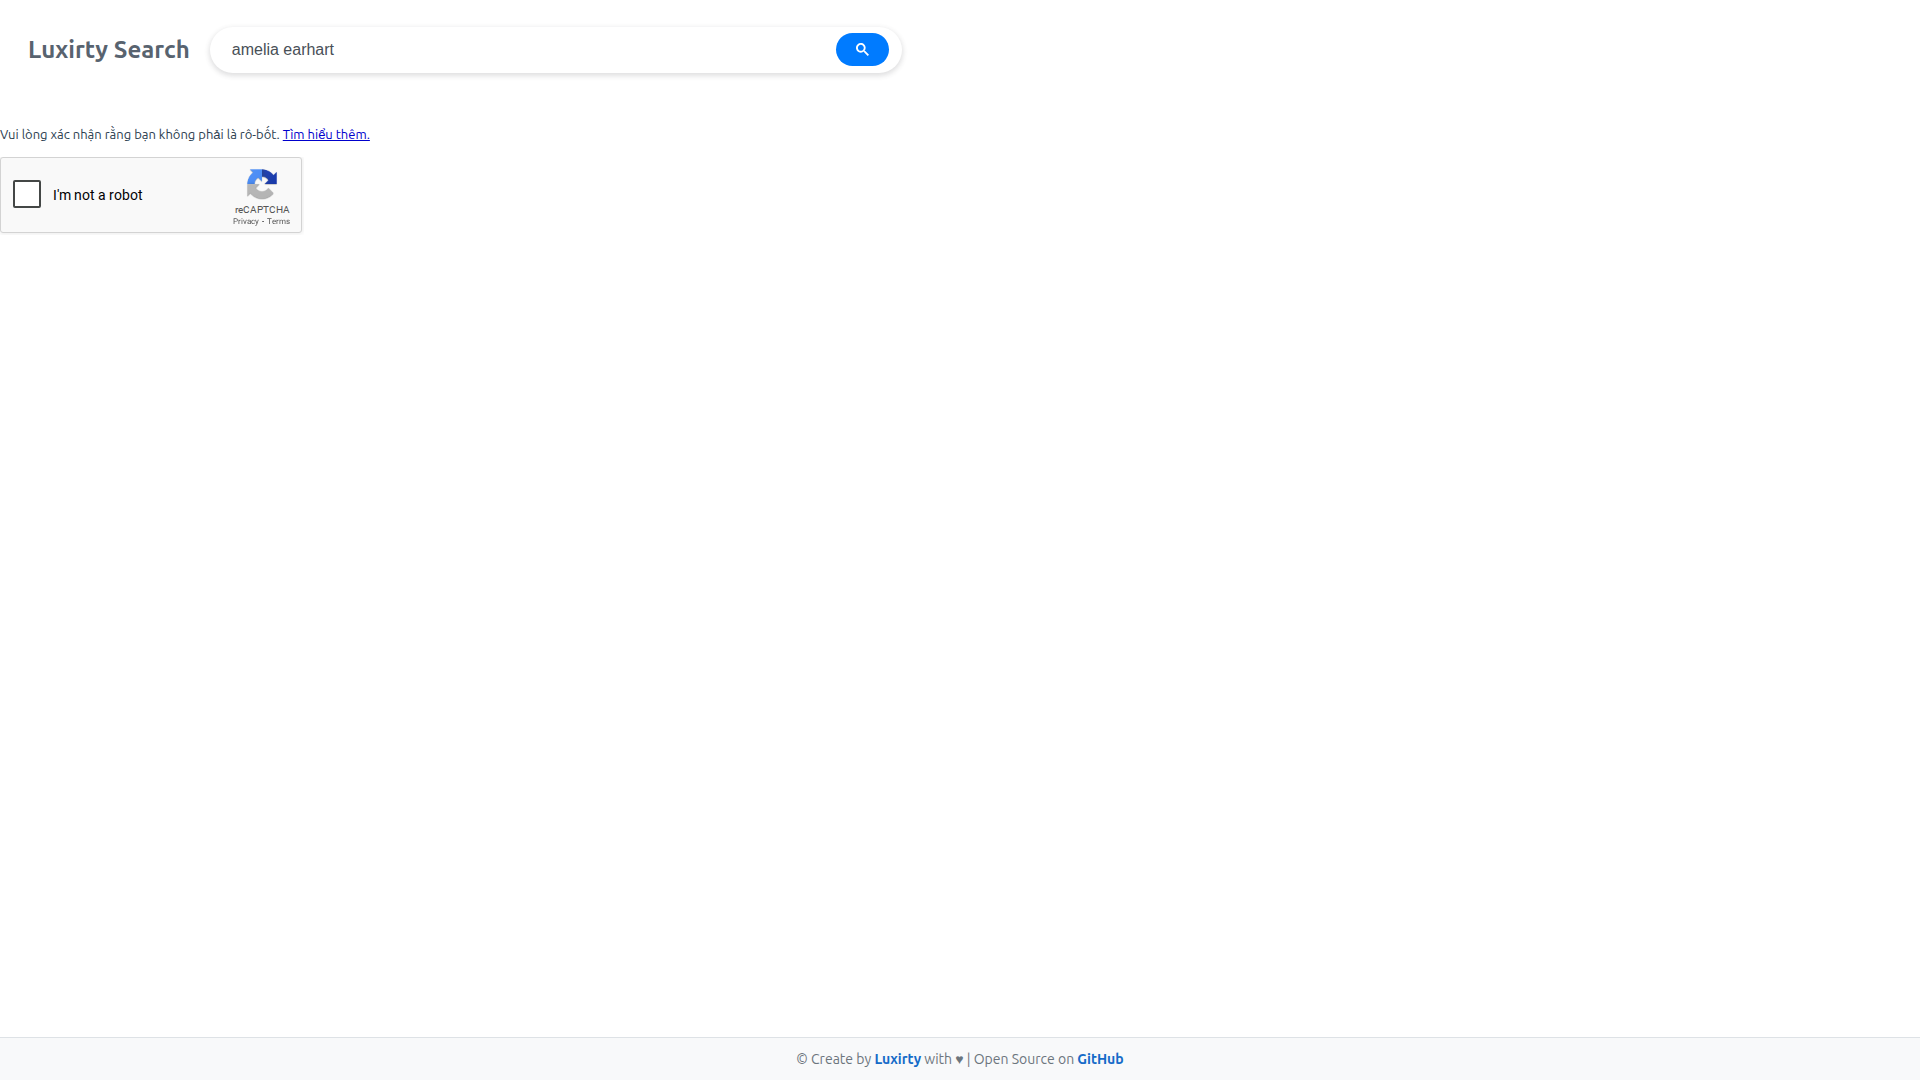 Luxirty Search
amelia earhart
Vui lòng xác nhận rằng bạn không phải là rô-bốt. Tìm hiểu thêm.
I'm not a robot
reCAPTCHA
Privacy - Terms
© Create by Luxirty with ♥ | Open Source on GitHub